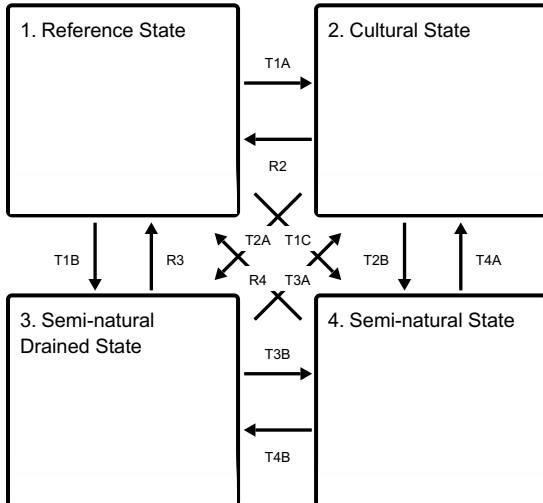 1. Reference State
2. Cultural State
T1A
R2
T2A
T1C
T1B
R3
T2B
T4A
R4
T3A
3. Semi-natural
Drained State
4. Semi-natural State
T3B
T4B